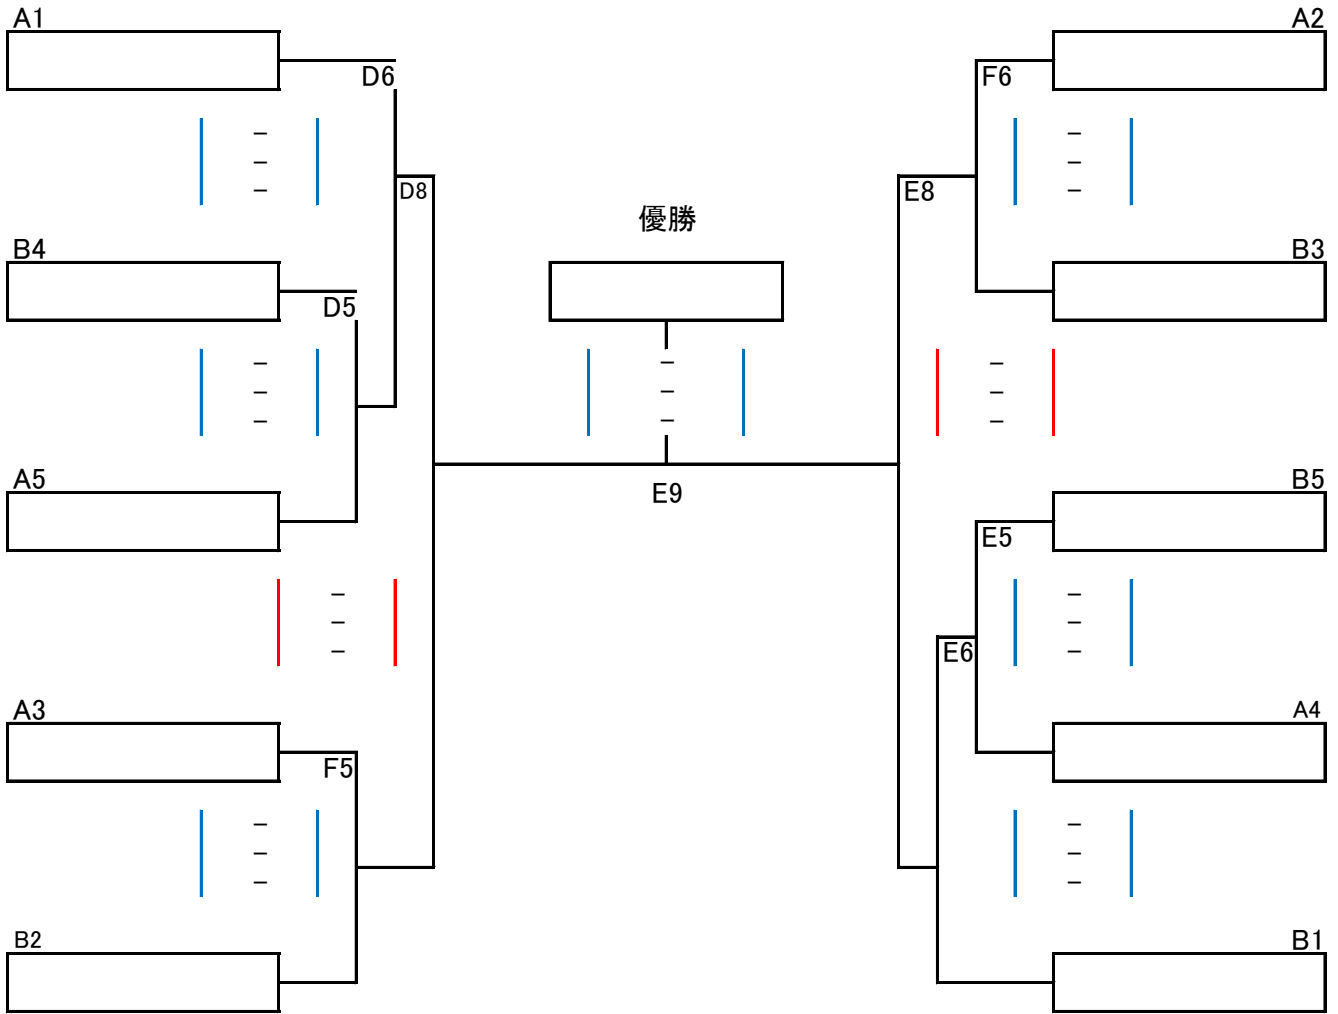 A1
A2
D6
F6
–
–
–
–
–
–
D8
E8
優勝
B4
B3
D5
–
–
–
–
–
–
–
–
–
A5
B5
E9
E5
–
–
–
–
–
–
E6
A3
A4
F5
–
–
–
–
–
–
B2
B1